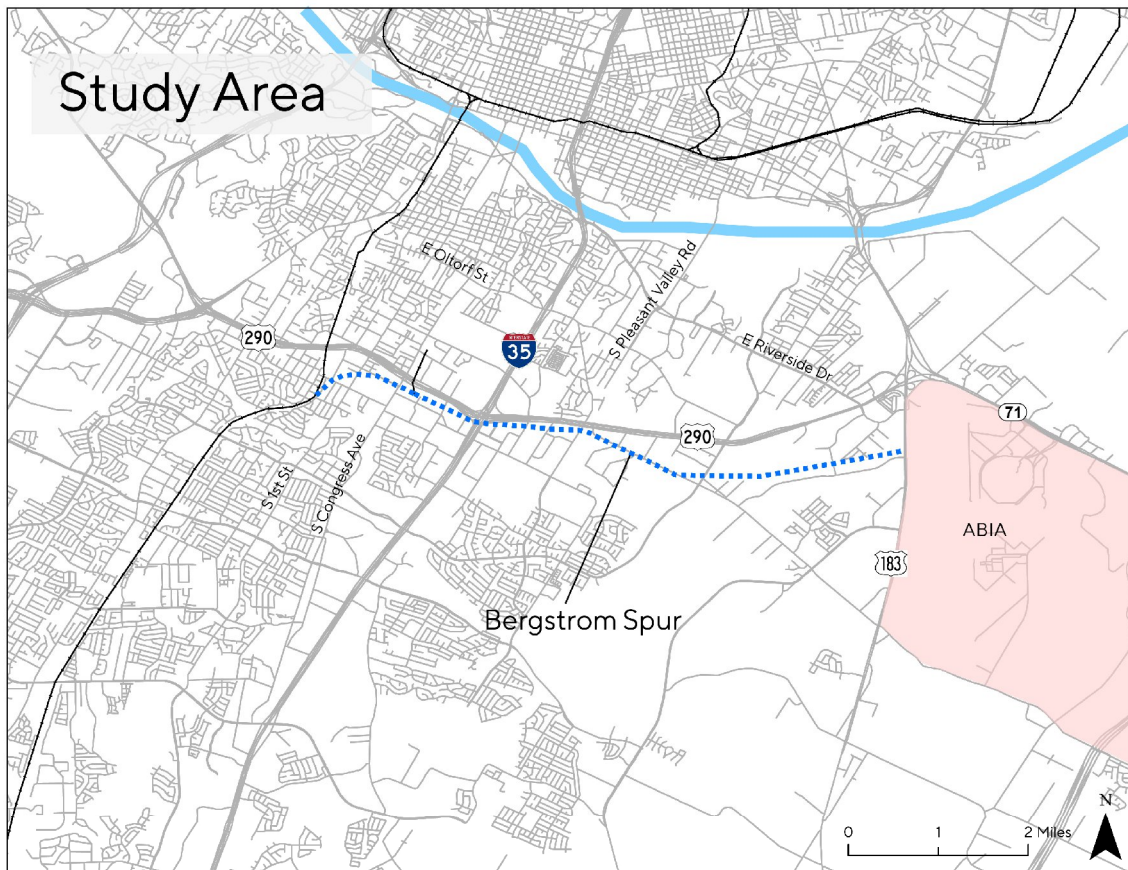 Study Area
E Oltorf St
S Pleasant Valley Rd
290
INTERSTATE
35
E Riverside Dr
71
290
S 1st St
S Congress Ave
ABIA
183
Bergstrom Spur
N
0 1 2 Miles